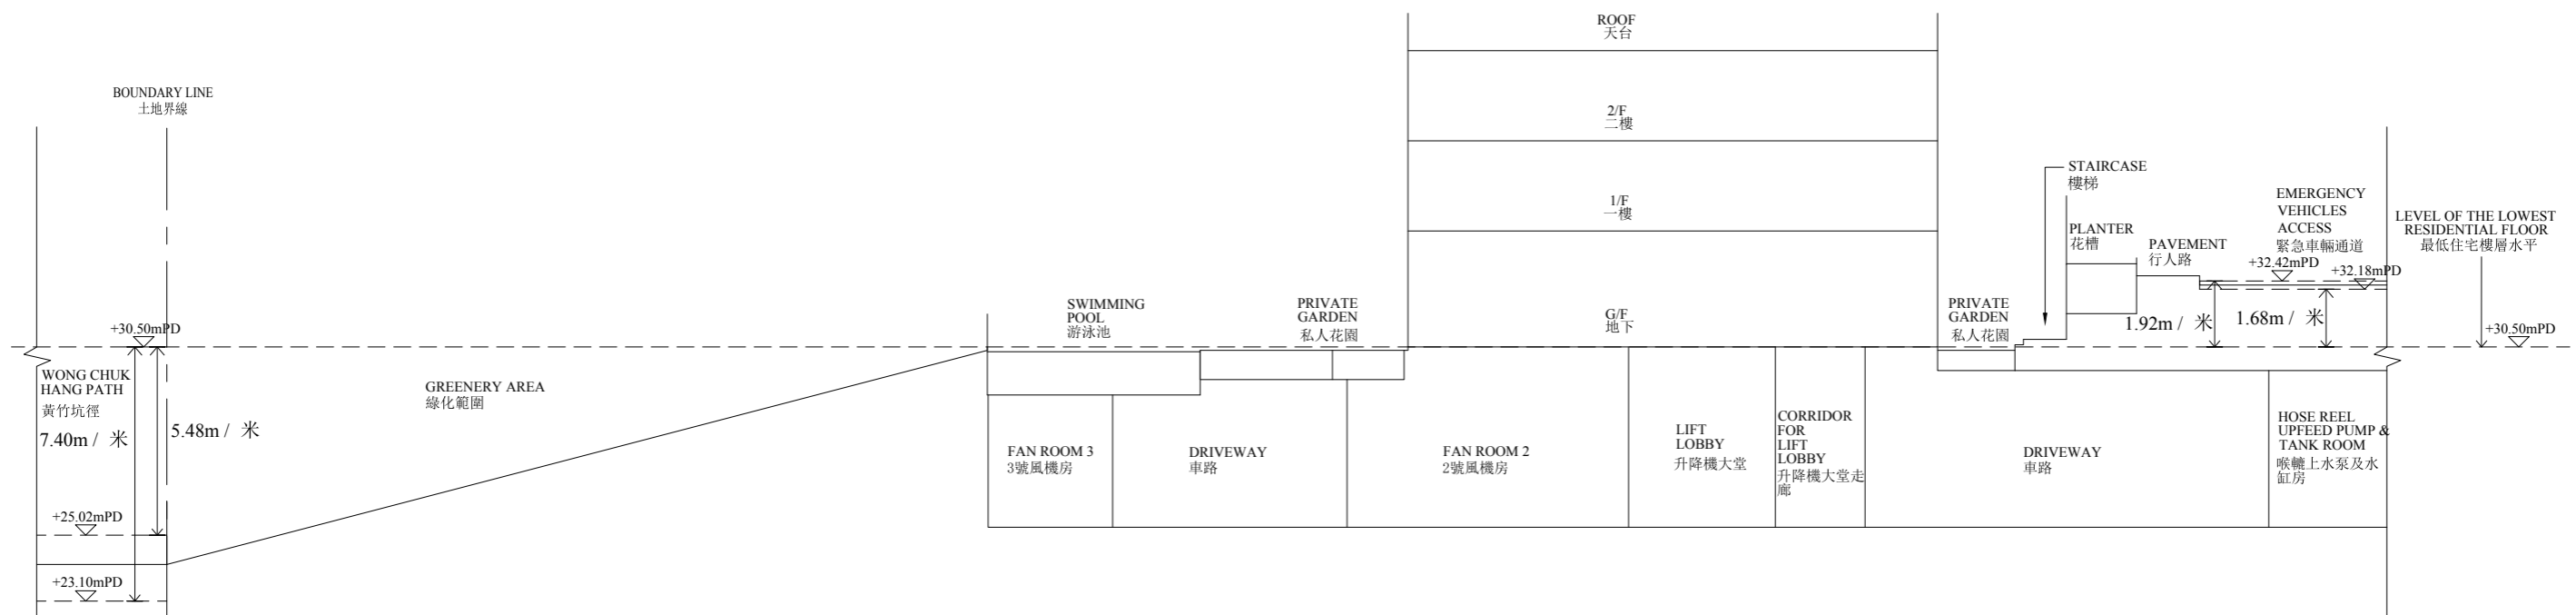 ROOF
天台
BOUNDARY LINE
土地界線
2/F
二樓
1/F
一樓
G/F
地下
STAIRCASE
樓梯
PLANTER
花槽
PAVEMENT
行人路
EMERGENCY
VEHICLES
ACCESS
緊急車輛通道
+32.42mPD
+32.18mPD
LEVEL OF THE LOWEST
RESIDENTIAL FLOOR
最低住宅樓層水平
+30.50mPD
SWIMMING
POOL
游泳池
PRIVATE
GARDEN
私人花園
PRIVATE
GARDEN
私人花園
1.92m / 米
1.68m / 米
+30.50mPD
WONG CHUK
HANG PATH
黃竹坑徑
7.40m / 米
5.48m / 米
GREENERY AREA
綠化範圍
FAN ROOM 3
3號風機房
DRIVEWAY
車路
FAN ROOM 2
2號風機房
LIFT
LOBBY
升降機大堂
CORRIDOR
FOR
LIFT
LOBBY
升降機大堂走
廊
DRIVEWAY
車路
HOSE REEL
UPFEED PUMP &
TANK ROOM
喉轆上水泵及水
缸房
+25.02mPD
+23.10mPD